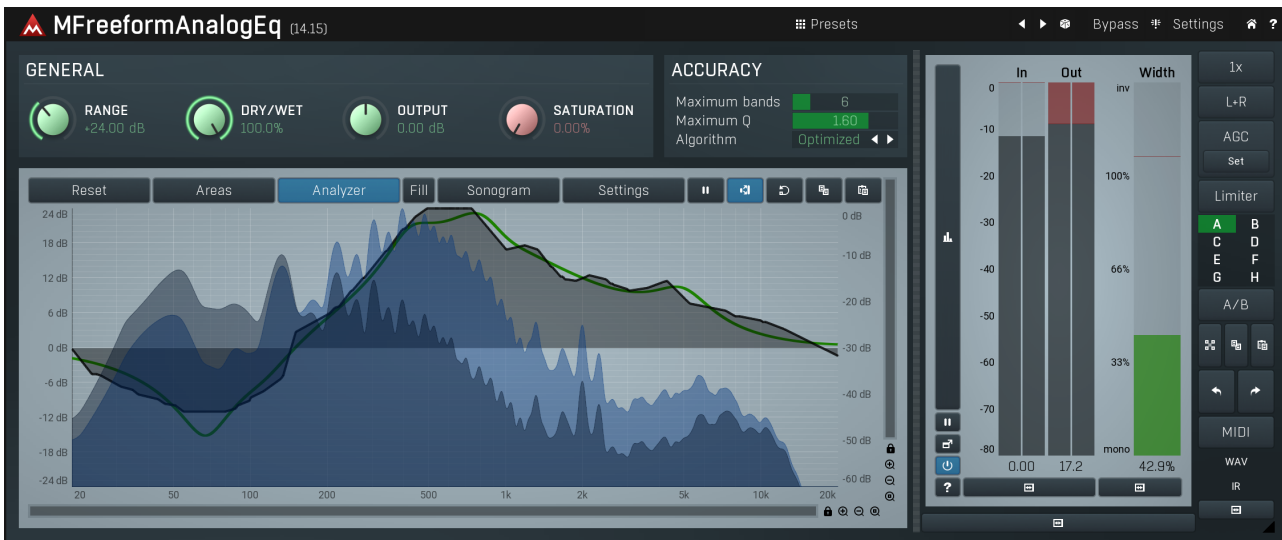 MFreeformAnalogEq (14.15) Presets Bypass Settings ?
GENERAL
RANGE
+24.00 dB
DRY/WET
100.0%
OUTPUT
0.00 dB
SATURATION
0.00%
ACCURACY
Maximum bands 6
Maximum Q 1.60
Algorithm Optimized
Reset Areas Analyzer Fill Sonogram Settings
24 dB
18 dB
12 dB
6 dB
0 dB
-6 dB
-12 dB
-18 dB
-24 dB
0 dB
-10 dB
-20 dB
-30 dB
-40 dB
-50 dB
-60 dB
20 50 100 200 500 1k 2k 5k 10k 20k
In Out Width
0
-10
-20
-30
-40
-50
-60
-70
-80
inv
100%
66%
33%
mono
0.00 17.2 42.9%
?
1x
L+R
AGC
Set
Limiter
A B
C D
E F
G H
A/B
MIDI
WAV
IR